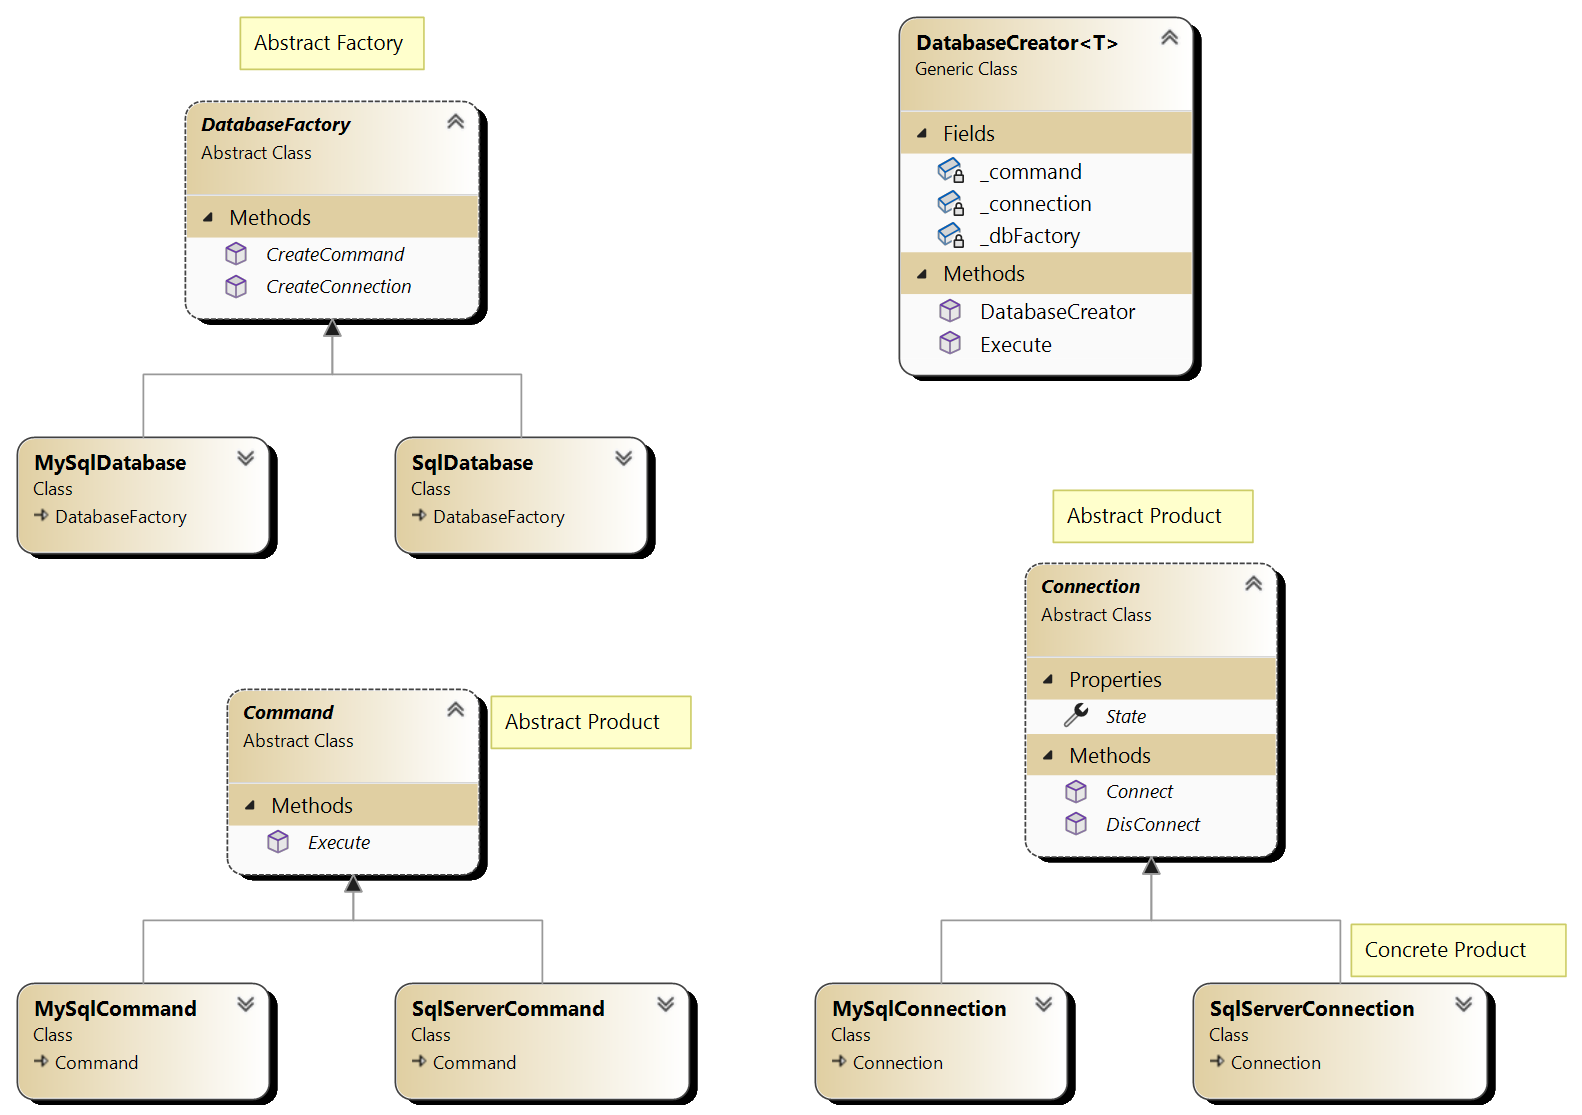 Abstract Factory
DatabaseFactory
Abstract Class
Methods
CreateCommand
CreateConnection
MySqlDatabase
Class
DatabaseFactory
SqlDatabase
Class
DatabaseFactory
DatabaseCreator<T>
Generic Class
Fields
_command
_connection
_dbFactory
Methods
DatabaseCreator
Execute
Command
Abstract Class
Methods
Execute
Abstract Product
MySqlCommand
Class
Command
SqlServerCommand
Class
Command
Abstract Product
Connection
Abstract Class
Properties
State
Methods
Connect
DisConnect
Concrete Product
MySqlConnection
Class
Connection
SqlServerConnection
Class
Connection